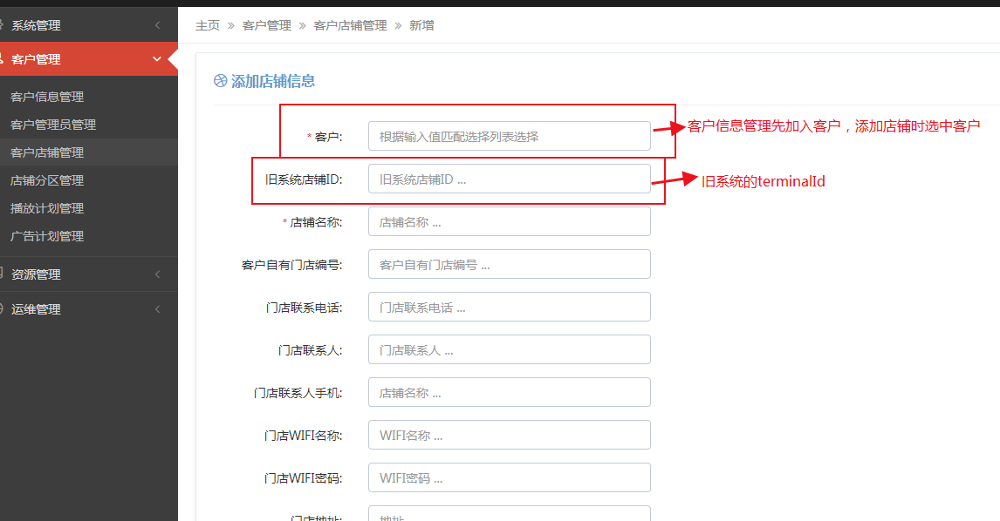 系统管理
客户管理
客户信息管理
客户管理员管理
客户店铺管理
店铺分区管理
播放计划管理
广告计划管理
资源管理
运维管理
主页 » 客户管理 » 客户店铺管理 » 新增
添加店铺信息
* 客户: 根据输入值匹配选择列表选择
客户信息管理先加入客户，添加店铺时选中客户
旧系统店铺ID: 旧系统店铺ID ...
旧系统的terminalId
* 店铺名称: 店铺名称 ...
客户自有门店编号: 客户自有门店编号 ...
门店联系电话: 门店联系电话 ...
门店联系人: 门店联系人 ...
门店联系人手机: 店铺名称 ...
门店WIFI名称: WIFI名称 ...
门店WIFI密码: WIFI密码 ...
门店地址: 地址